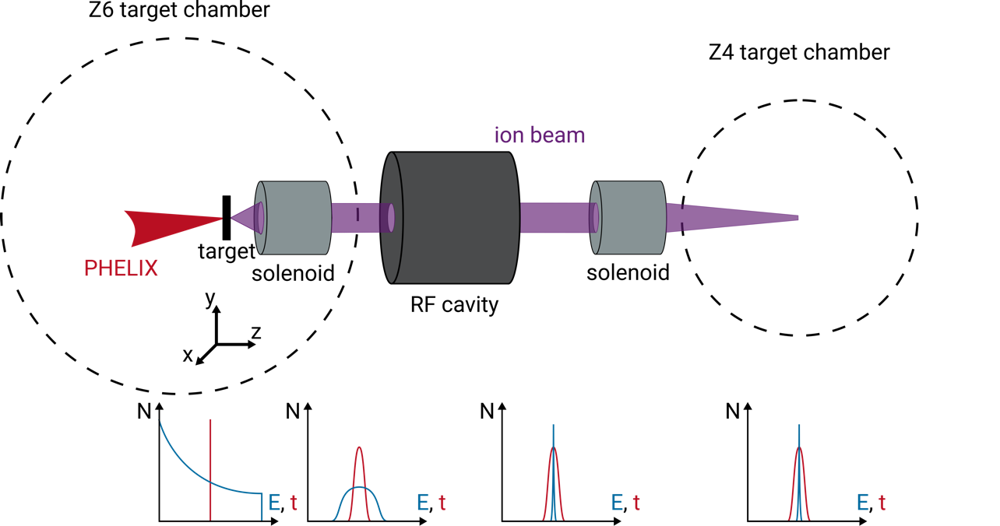 Z6 target chamber
Z4 target chamber
ion beam
target
PHELIX
solenoid
solenoid
RF cavity
y
z
x
N
N
N
N
E, t
E, t
E, t
E, t